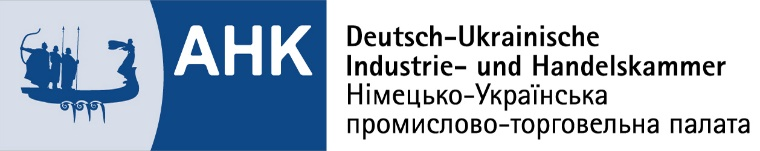 AHK
Deutsch-Ukrainische
Industrie- und Handelskammer
Німецько-Українська
промислово-торговельна палата